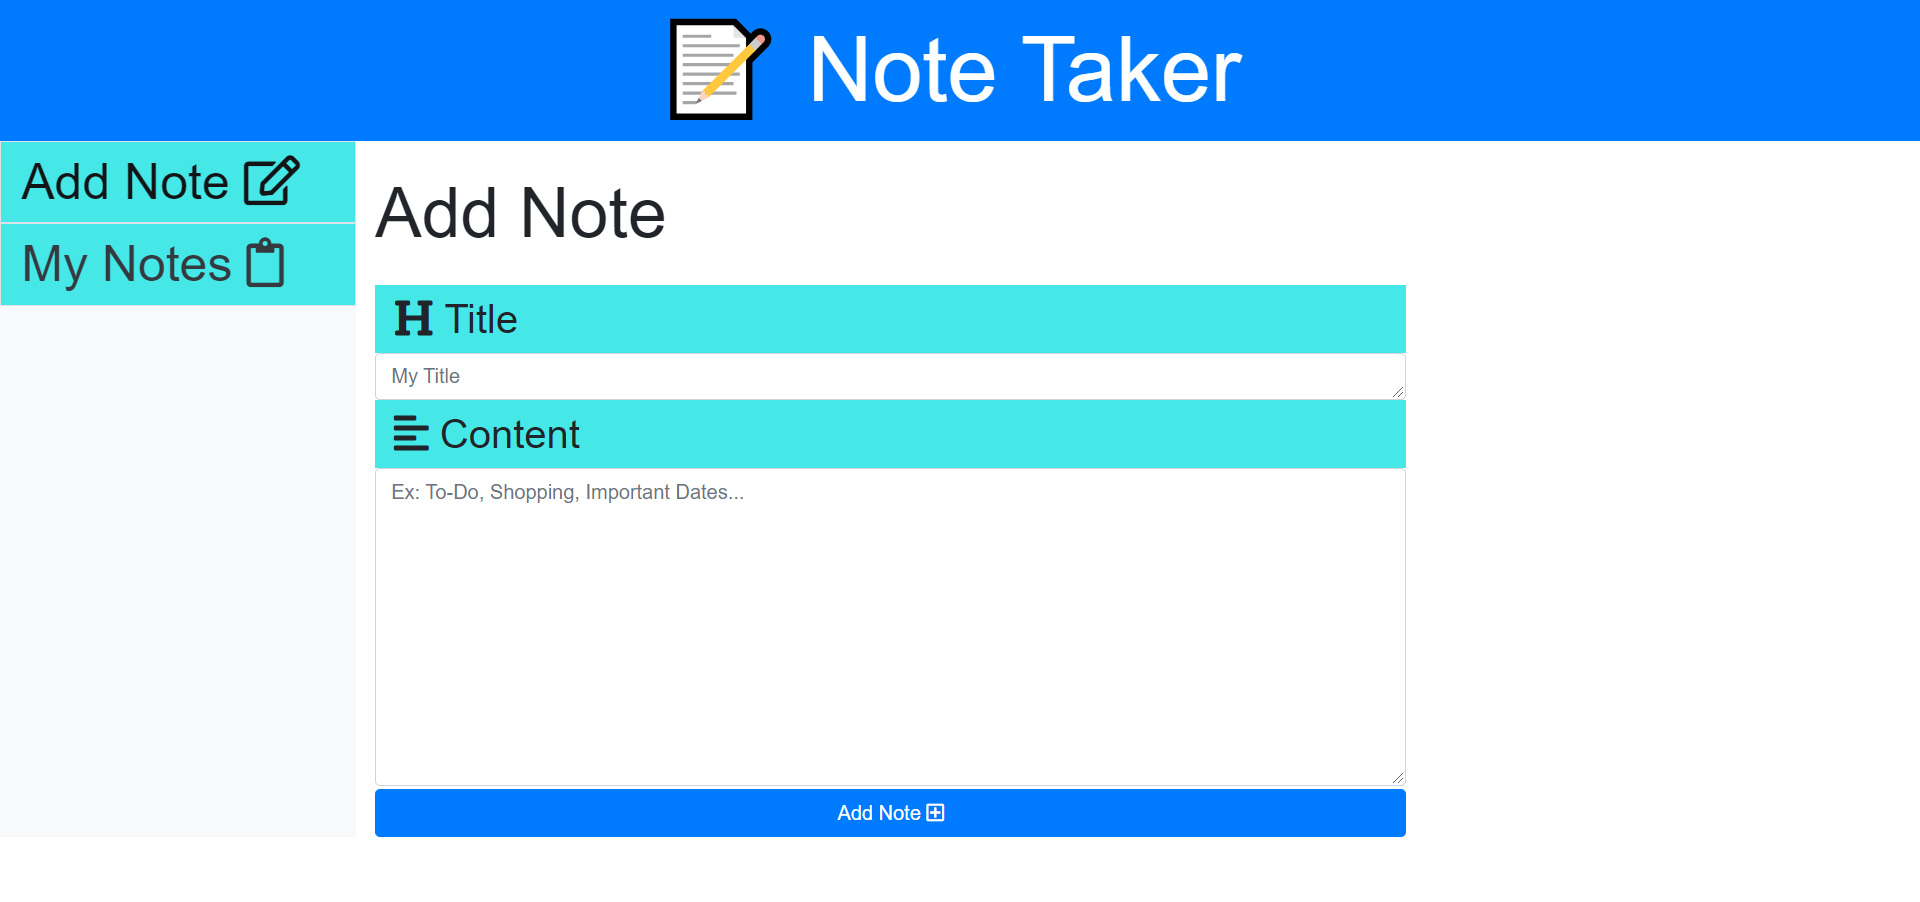 Note Taker
Add Note
My Notes
Add Note
Title
My Title
Content
Ex: To-Do, Shopping, Important Dates...
Add Note